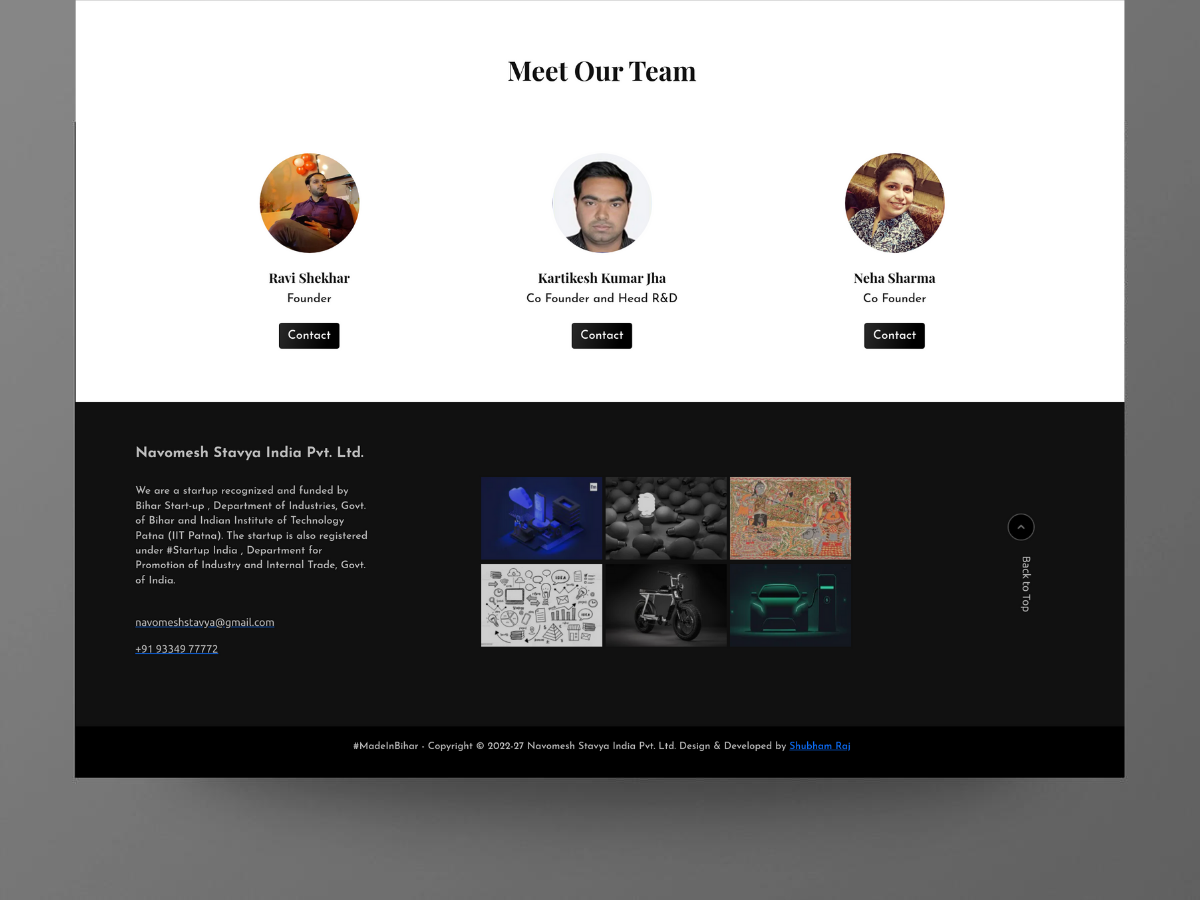 Meet Our Team
Ravi Shekhar
Founder
Contact
Kartikesh Kumar Jha
Co Founder and Head R&D
Contact
Neha Sharma
Co Founder
Contact
Navomesh Stavya India Pvt. Ltd.
We are a startup recognized and funded by
Bihar Start-up , Department of Industries, Govt.
of Bihar and Indian Institute of Technology
Patna (IIT Patna). The startup is also registered
under #Startup India , Department for
Promotion of Industry and Internal Trade, Govt.
of India.
navomeshstavya@gmail.com
+91 93349 77772
IDEA
Back to Top
#MadeInBihar - Copyright © 2022-27 Navomesh Stavya India Pvt. Ltd. Design & Developed by Shubham Raj